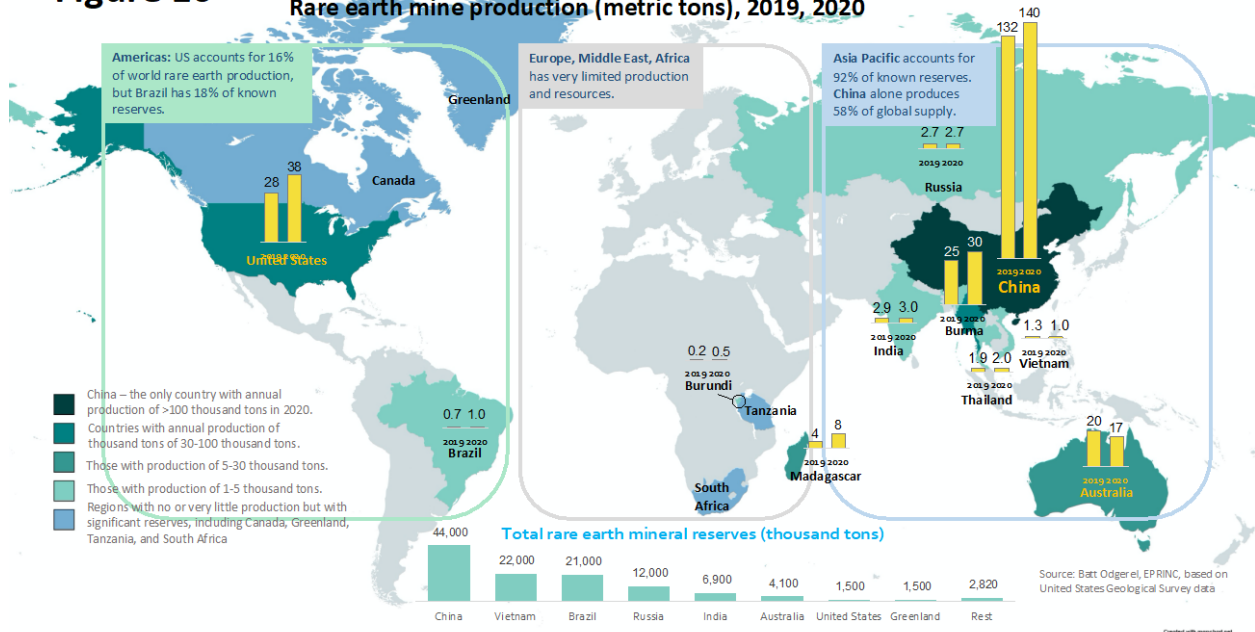 Rare earth mine production (metric tons), 2019, 2020
Americas: US accounts for 16%
of world rare earth production,
but Brazil has 18% of known
reserves.
Europe, Middle East, Africa
has very limited production
and resources.
Asia Pacific accounts for
92% of known reserves.
China alone produces
58% of global supply.
132 140
2019 2020
China
Greenland
Canada
28 38
2019 2020
United States
2.7 2.7
2019 2020
Russia
25 30
2019 2020
Burma
2.9 3.0
2019 2020
India
1.3 1.0
2019 2020
Vietnam
1.9 2.0
2019 2020
Thailand
0.2 0.5
2019 2020
Burundi
Tanzania
0.7 1.0
2019 2020
Brazil
4 8
2019 2020
Madagascar
South
Africa
20 17
2019 2020
Australia
China – the only country with annual
production of >100 thousand tons in 2020.
Countries with annual production of
thousand tons of 30-100 thousand tons.
Those with production of 5-30 thousand tons.
Those with production of 1-5 thousand tons.
Regions with no or very little production but with
significant reserves, including Canada, Greenland,
Tanzania, and South Africa
Total rare earth mineral reserves (thousand tons)
44,000 22,000 21,000 12,000 6,900 4,100 1,500 1,500 2,820
China Vietnam Brazil Russia India Australia United States Greenland Rest
Source: Batt Odgerel, EPRINC, based on
United States Geological Survey data